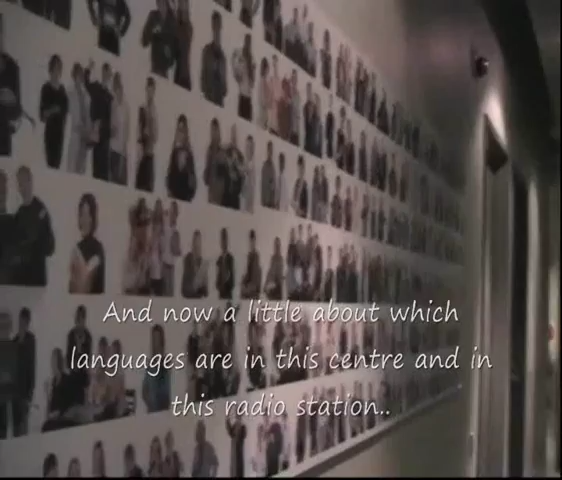 And now a little about which
languages are in this centre and in
this radio station..